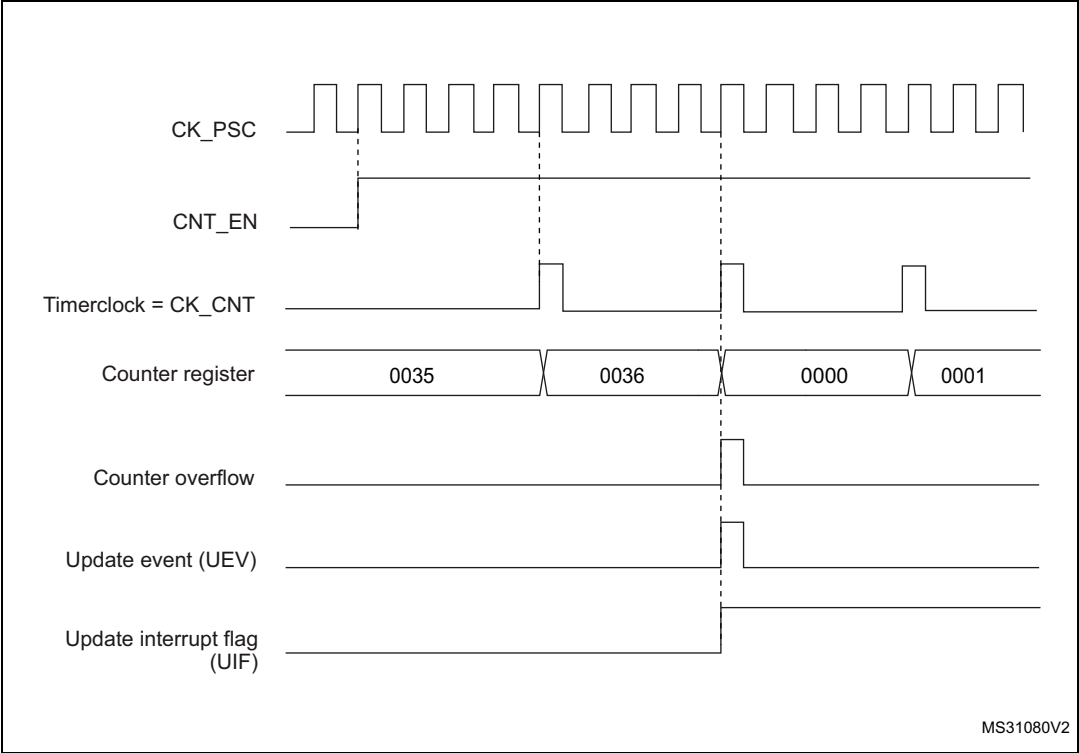 CK_PSC
CNT_EN
Timerclock = CK_CNT
Counter register 0035 0036 0000 0001
Counter overflow
Update event (UEV)
Update interrupt flag
(UIF)
MS31080V2